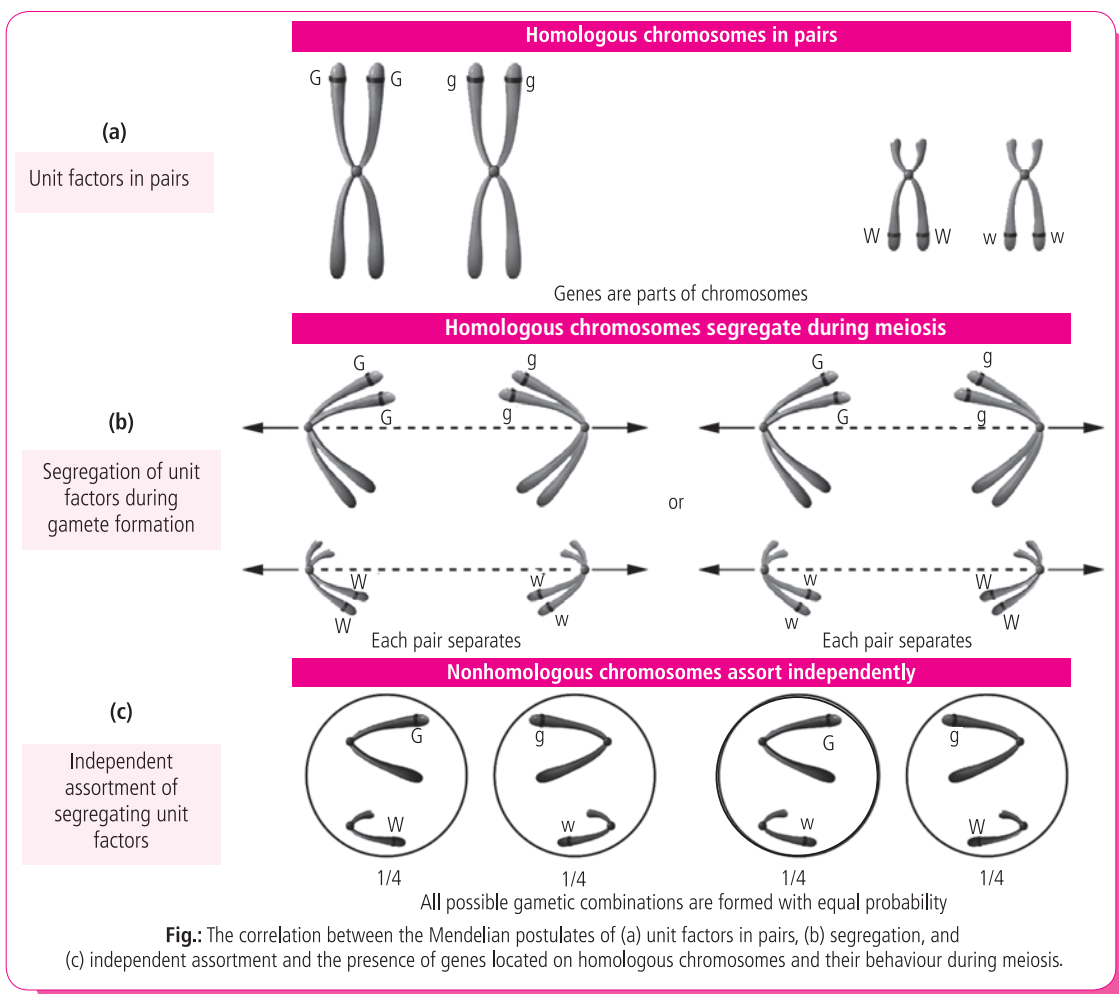 Homologous chromosomes in pairs
G G g g
(a)
Unit factors in pairs
W W w w
Genes are parts of chromosomes
Homologous chromosomes segregate during meiosis
G g G g
G g G g
(b)
Segregation of unit
factors during
gamete formation
or
W w w W
W w w W
Each pair separates Each pair separates
Nonhomologous chromosomes assort independently
(c)
G g G g
Independent
assortment of
segregating unit
factors
W w w W
1/4 1/4 1/4 1/4
All possible gametic combinations are formed with equal probability
Fig.: The correlation between the Mendelian postulates of (a) unit factors in pairs, (b) segregation, and
(c) independent assortment and the presence of genes located on homologous chromosomes and their behaviour during meiosis.